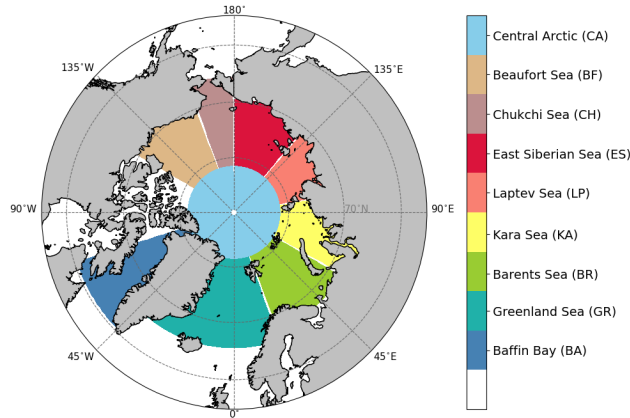 180°
135°W
135°E
90°W
70°N
90°E
45°W
45°E
0°
Central Arctic (CA)
Beaufort Sea (BF)
Chukchi Sea (CH)
East Siberian Sea (ES)
Laptev Sea (LP)
Kara Sea (KA)
Barents Sea (BR)
Greenland Sea (GR)
Baffin Bay (BA)